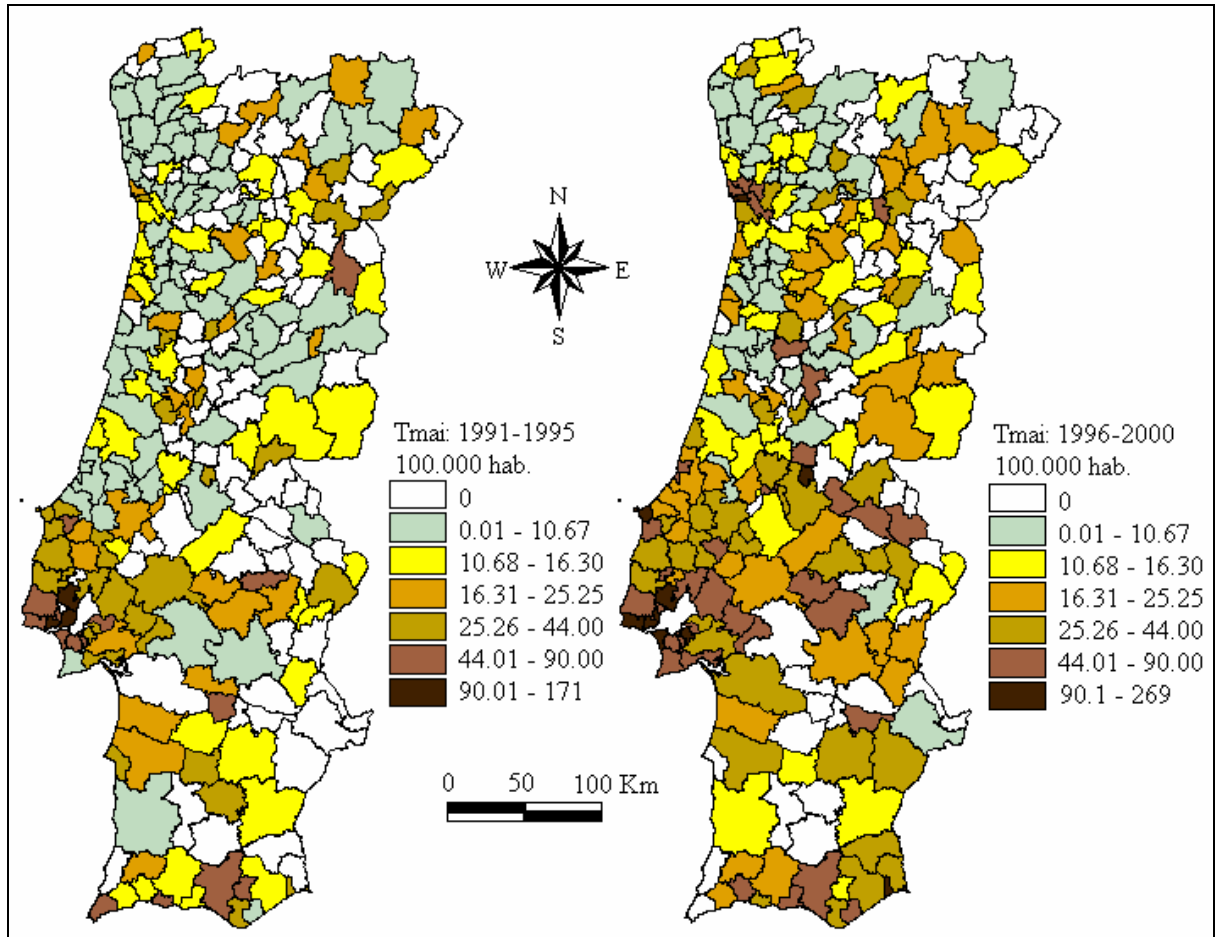 N
W E
S
Tmai: 1991-1995
100.000 hab.
0
0.01 - 10.67
10.68 - 16.30
16.31 - 25.25
25.26 - 44.00
44.01 - 90.00
90.01 - 171
Tmai: 1996-2000
100.000 hab.
0
0.01 - 10.67
10.68 - 16.30
16.31 - 25.25
25.26 - 44.00
44.01 - 90.00
90.1 - 269
0 50 100 Km